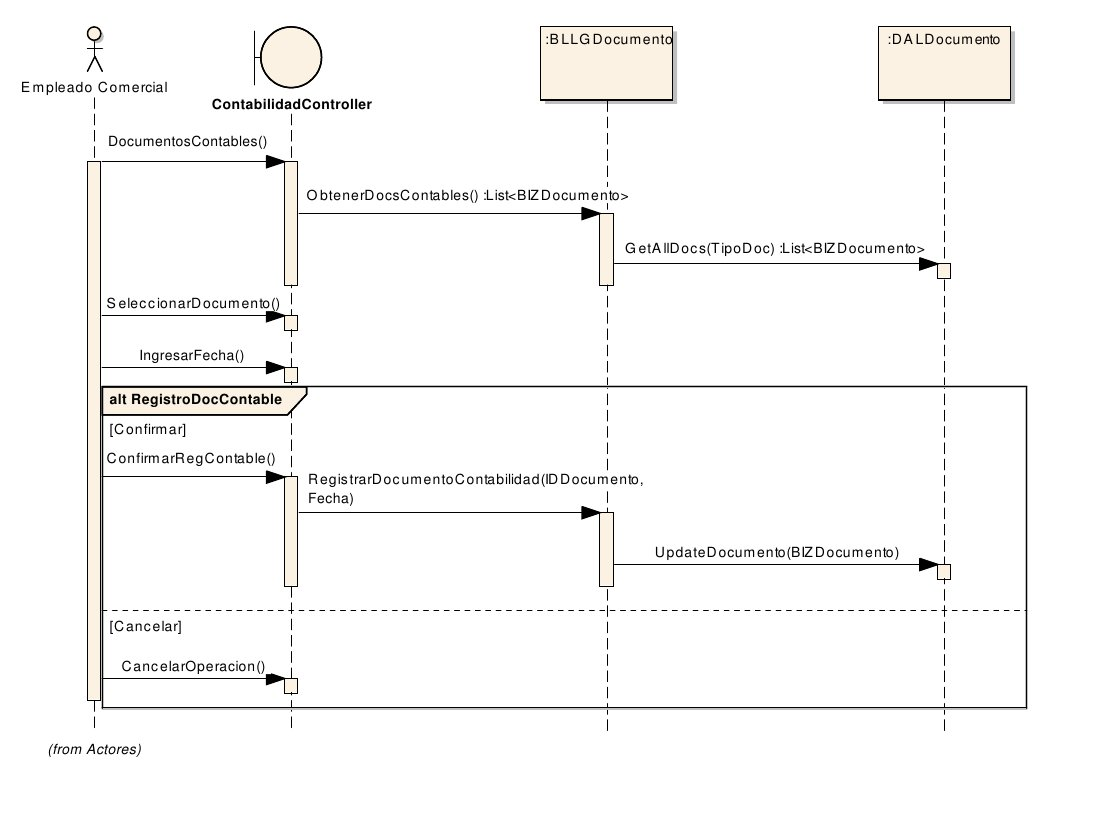 :BLLGDocumento
:DALDocumento
Empleado Comercial
ContabilidadController
DocumentosContables()
ObtenerDocsContables() :List<BIZDocumento>
GetAllDocs(TipoDoc) :List<BIZDocumento>
SeleccionarDocumento()
IngresarFecha()
alt RegistroDocContable
[Confirmar]
ConfirmarRegContable()
RegistrarDocumentoContabilidad(IDDocumento,
Fecha)
UpdateDocumento(BIZDocumento)
[Cancelar]
CancelarOperacion()
(from Actores)